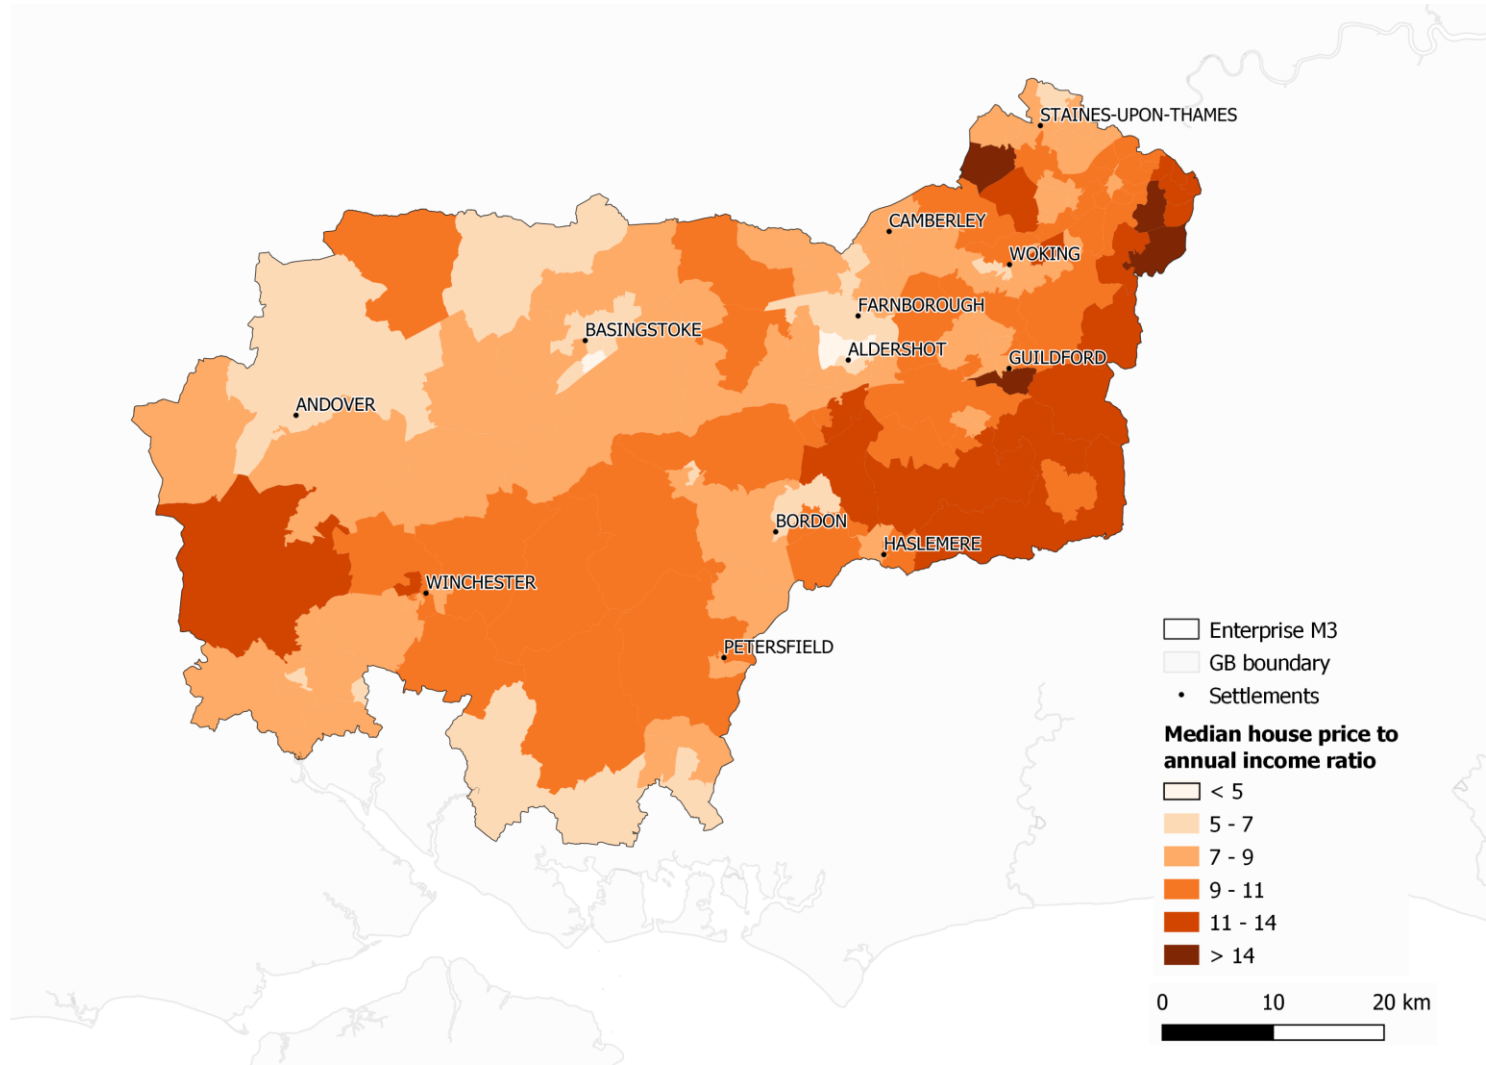 STAINES-UPON-THAMES
CAMBERLEY
WOKING
FARNBOROUGH
BASINGSTOKE
ALDERSHOT
GUILDFORD
ANDOVER
BORDON
HASLEMERE
WINCHESTER
PETERSFIELD
Enterprise M3
GB boundary
Settlements
Median house price to
annual income ratio
< 5
5 - 7
7 - 9
9 - 11
11 - 14
> 14
0 10 20 km